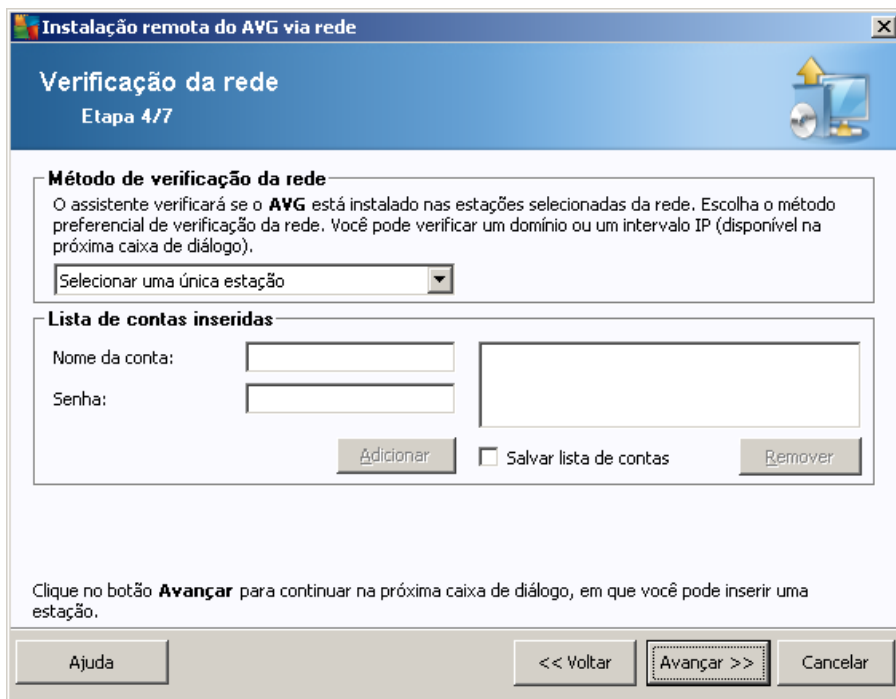 Instalação remota do AVG via rede
Verificação da rede
Etapa 4/7
Método de verificação da rede
O assistente verificará se o AVG está instalado nas estações selecionadas da rede. Escolha o método
preferencial de verificação da rede. Você pode verificar um domínio ou um intervalo IP (disponível na
próxima caixa de diálogo).
Selecionar uma única estação
Lista de contas inseridas
Nome da conta:
Senha:
Adicionar
Salvar lista de contas
Remover
Clique no botão Avançar para continuar na próxima caixa de diálogo, em que você pode inserir uma
estação.
Ajuda
<< Voltar
Avançar >>
Cancelar